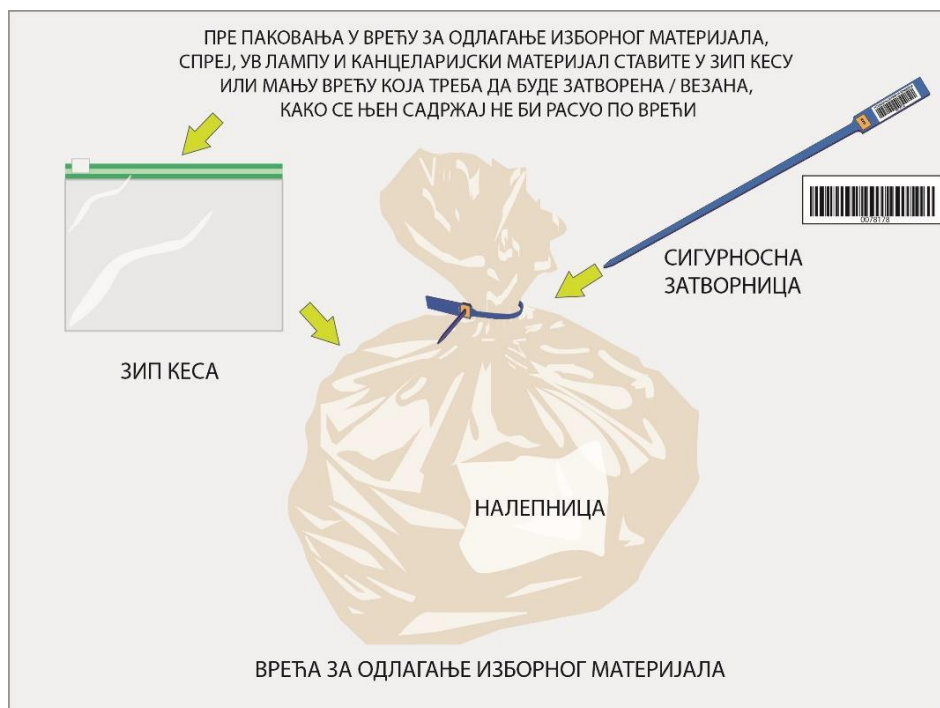 ПРЕ ПАКОВАЊА У ВРЕЋУ ЗА ОДЛАГАЊЕ ИЗБОРНОГ МАТЕРИЈАЛА,
СПРЕЈ, УВ ЛАМПУ И КАНЦЕЛАРИЈСКИ МАТЕРИЈАЛ СТАВИТЕ У ЗИП КЕСУ
ИЛИ МАЊУ ВРЕЋУ КОЈА ТРЕБА ДА БУДЕ ЗАТВОРЕНА / ВЕЗАНА,
КАКО СЕ ЊЕН САДРЖАЈ НЕ БИ РАСУО ПО ВРЕЋИ
0078178
СИГУРНОСНА
ЗАТВОРНИЦА
ЗИП КЕСА
НАЛЕПНИЦА
ВРЕЋА ЗА ОДЛАГАЊЕ ИЗБОРНОГ МАТЕРИЈАЛА